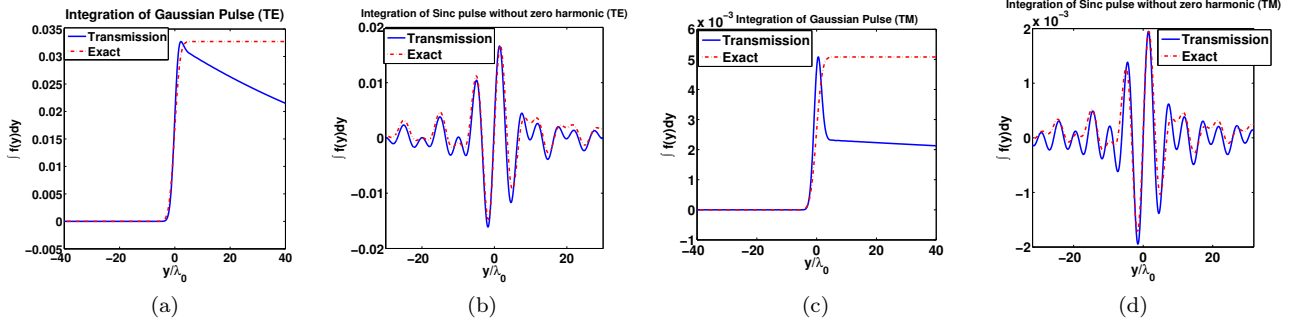 Integration of Gaussian Pulse (TE)
0.035
0.03
0.025
0.02
0.015
0.01
0.005
0
−0.005
−40
−20
0
20
40
Transmission
Exact
∫ f(y)dy
y/λ0
(a)
Integration of Sinc pulse without zero harmonic (TE)
0.02
0.01
0
−0.01
−0.02
−20
0
20
Transmission
Exact
∫ f(y)dy
y/λ0
(b)
6 x 10−3 Integration of Gaussian Pulse (TM)
5
4
3
2
1
0
−1
−40
−20
0
20
40
Transmission
Exact
∫ f(y)dy
y/λ0
(c)
Integration of Sinc pulse without zero harmonic (TM)
2 x 10−3
1
0
−1
−2
−20
0
20
Transmission
Exact
∫ f(y)dy
y/λ0
(d)